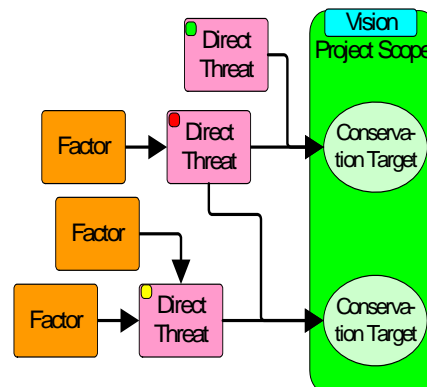 Direct
Threat
Vision
Project Scope
Factor
Direct
Threat
Conserva-
tion Target
Factor
Factor
Direct
Threat
Conserva-
tion Target